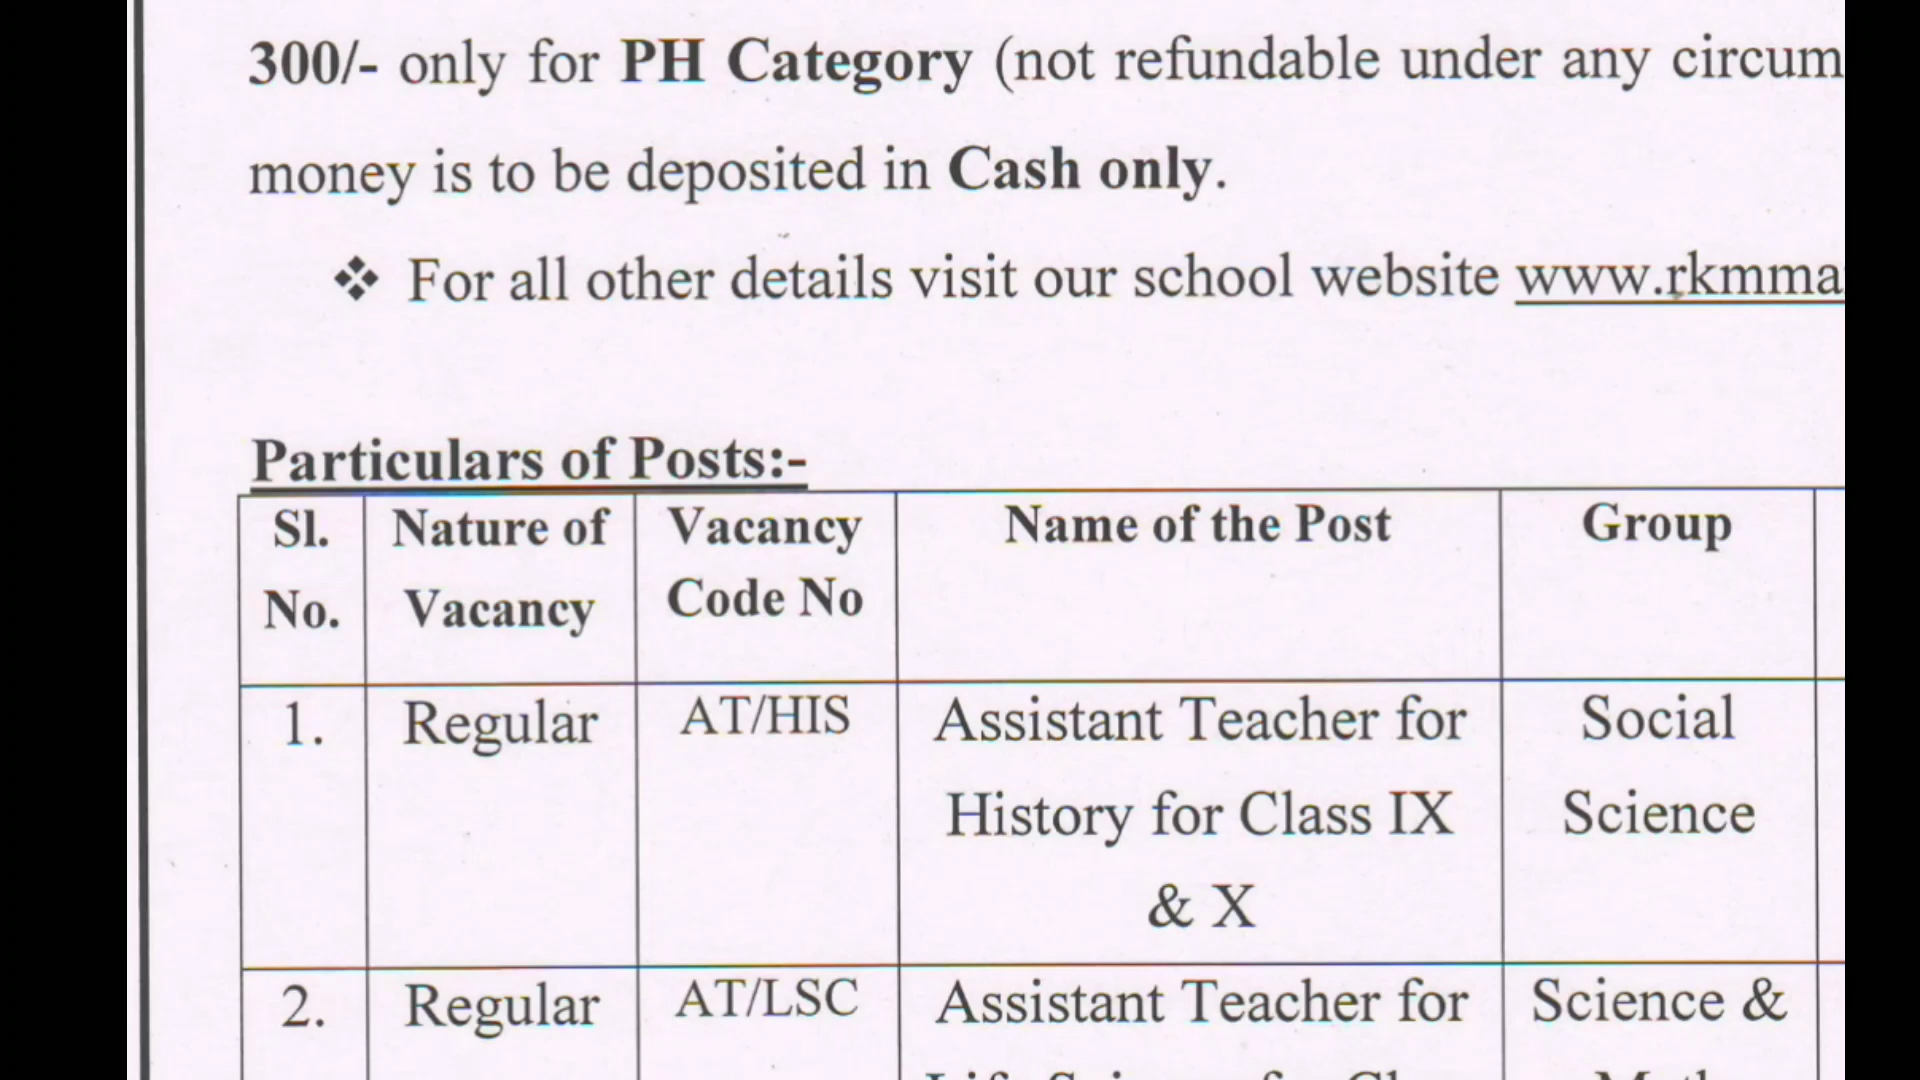 300/- only for PH Category (not refundable under any circum
money is to be deposited in Cash only.
❖ For all other details visit our school website www.rkmma
Particulars of Posts:-
Sl. No. Nature of Vacancy Vacancy Code No Name of the Post Group
1. Regular AT/HIS Assistant Teacher for Social
History for Class IX Science
& X
2. Regular AT/LSC Assistant Teacher for Science &